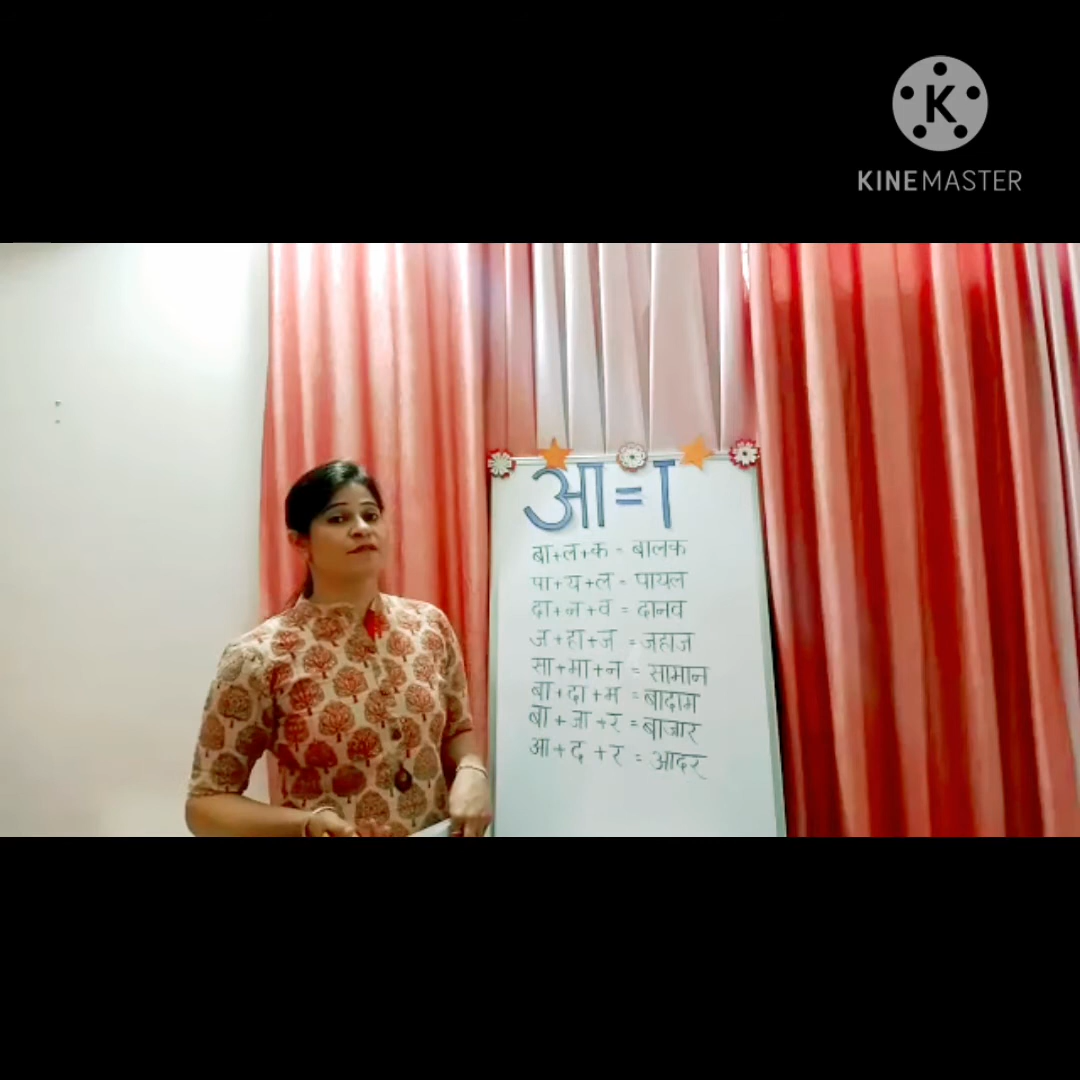 K
KINEMASTER
आ = ा
बा+ल+क = बालक
पा+य+ल = पायल
दा+न+व = दानव
ज+हा+ज = जहाज
सा+मा+न = सामान
बा+दा+म = बादाम
बा+जा+र = बाजार
आ+द+र = आदर